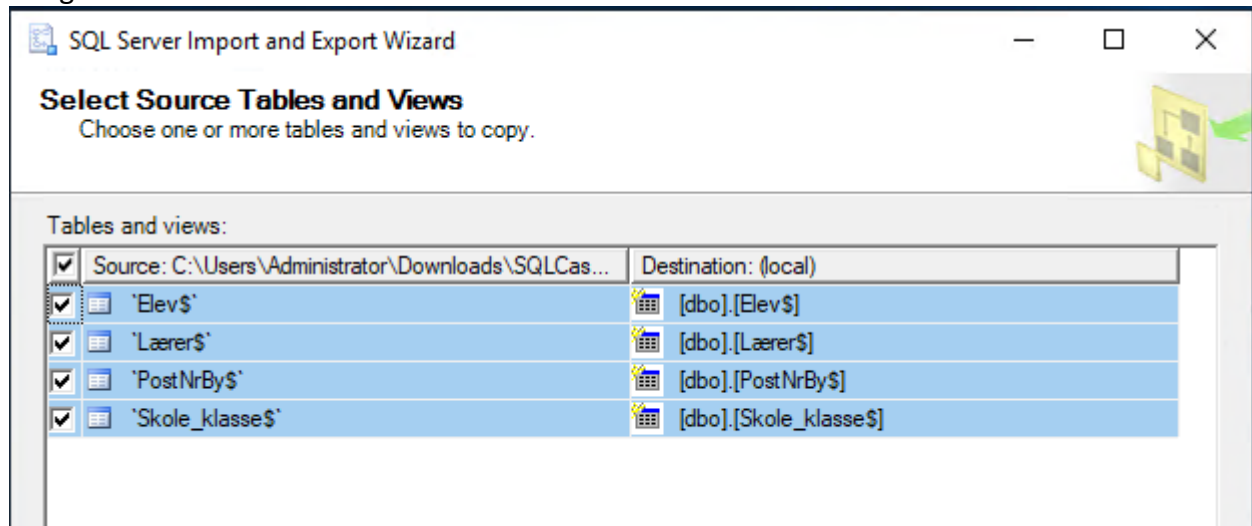 SQL Server Import and Export Wizard
Select Source Tables and Views
Choose one or more tables and views to copy.
Tables and views:
Source: C:\Users\Administrator\Downloads\SQLCas... Destination: (local)
`Elev$` [dbo].[Elev$]
`Lærer$` [dbo].[Lærer$]
`PostNrBy$` [dbo].[PostNrBy$]
`Skole_klasse$` [dbo].[Skole_klasse$]